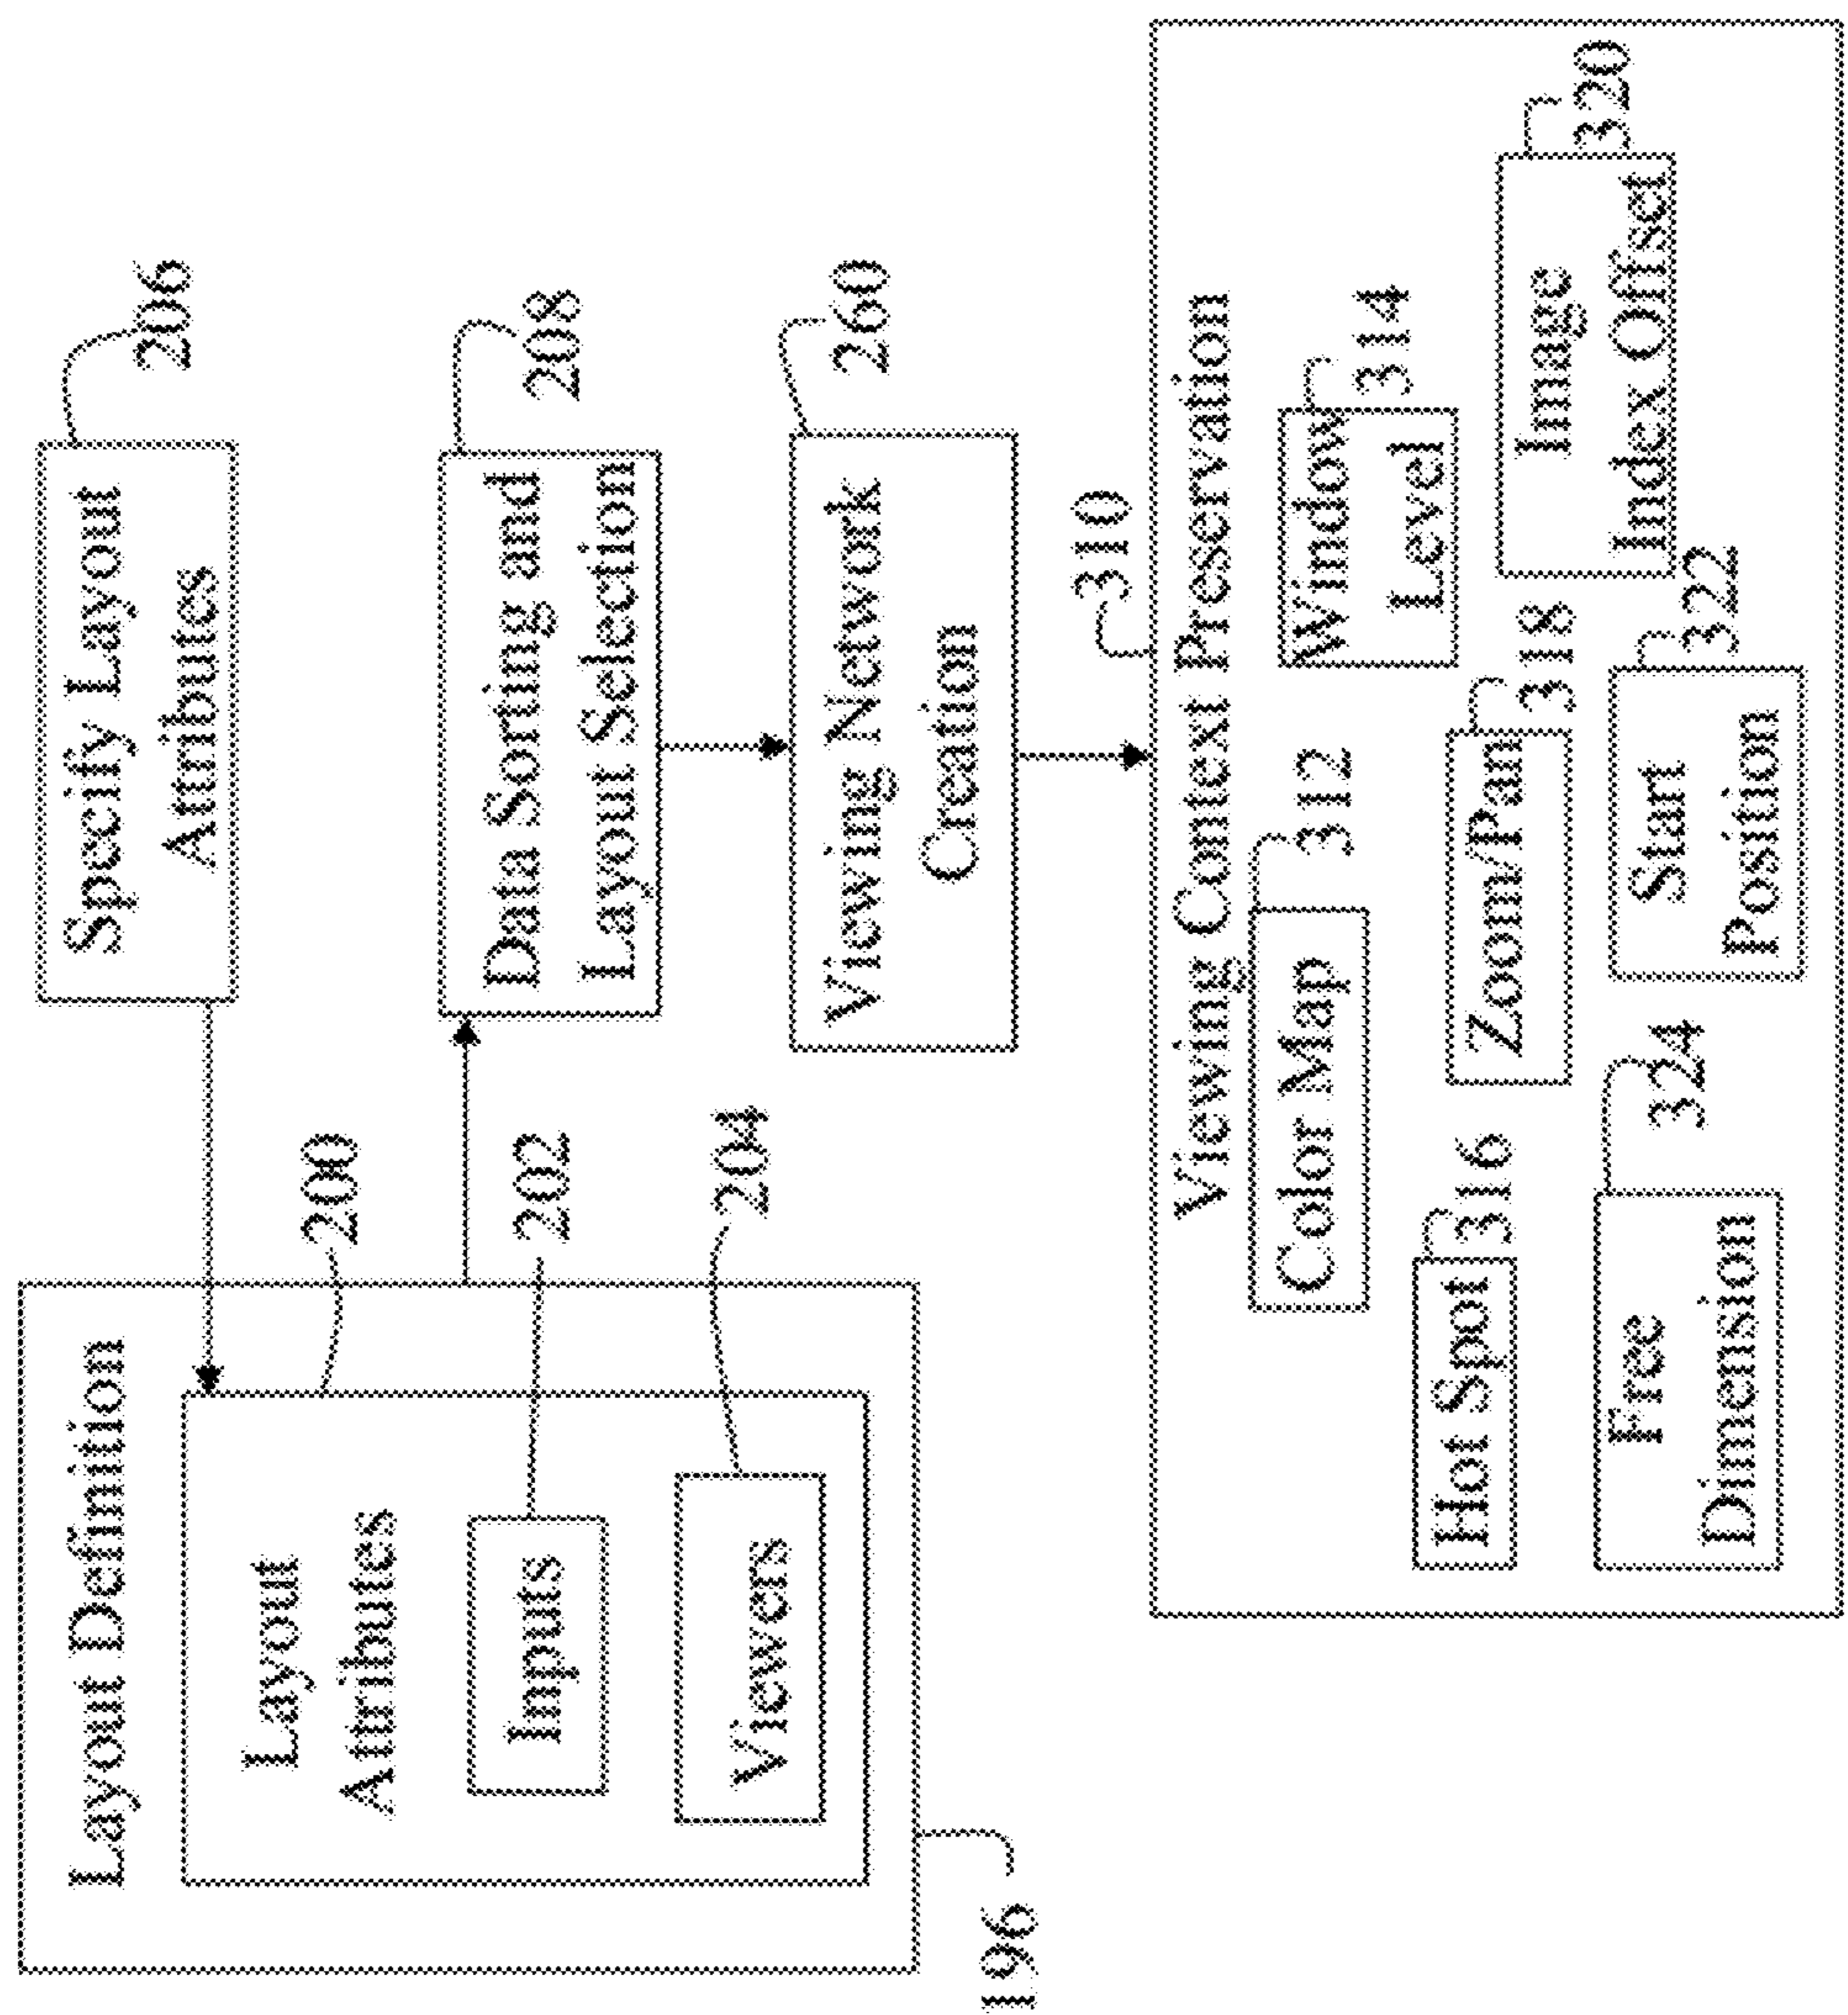 Layout Definition
Layout
Attributes
Inputs
Viewers
200
202
204
196
Specify Layout
Attributes
206
Data Sorting and
Layout Selection
208
Viewing Network
Creation
260
310
Viewing Context Preservation
Color Map
312
Window
Level
314
Hot Spot
316
Zoom/Pan
318
Image
Index Offset
320
Free
Dimension
324
Start
Position
322